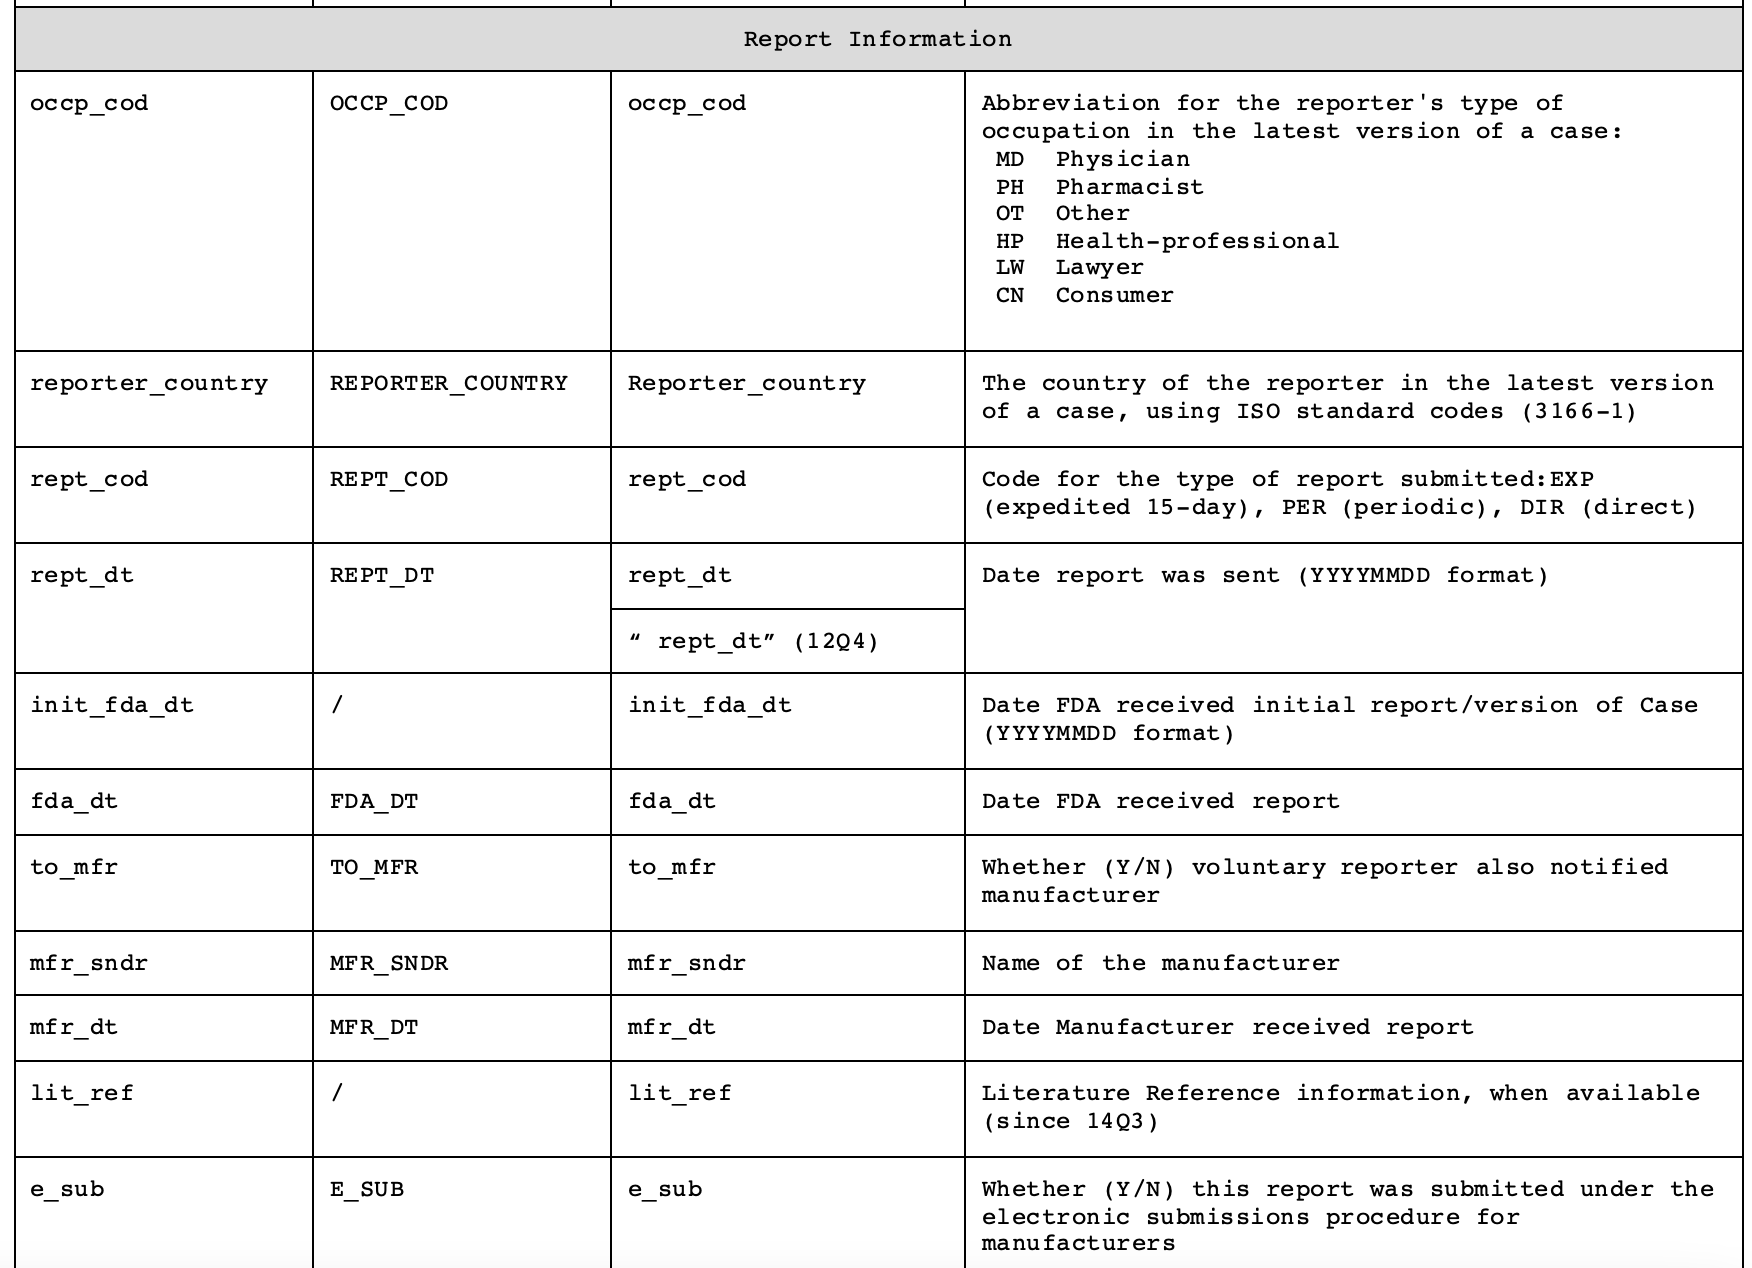 Report Information
occp_cod OCCP_COD occp_cod Abbreviation for the reporter's type of
occupation in the latest version of a case:
MD Physician
PH Pharmacist
OT Other
HP Health-professional
LW Lawyer
CN Consumer
reporter_country REPORTER_COUNTRY Reporter_country The country of the reporter in the latest version
of a case, using ISO standard codes (3166-1)
rept_cod REPT_COD rept_cod Code for the type of report submitted:EXP
(expedited 15-day), PER (periodic), DIR (direct)
rept_dt REPT_DT rept_dt Date report was sent (YYYYMMDD format)
“ rept_dt” (12Q4)
init_fda_dt / init_fda_dt Date FDA received initial report/version of Case
(YYYYMMDD format)
fda_dt FDA_DT fda_dt Date FDA received report
to_mfr TO_MFR to_mfr Whether (Y/N) voluntary reporter also notified
manufacturer
mfr_sndr MFR_SNDR mfr_sndr Name of the manufacturer
mfr_dt MFR_DT mfr_dt Date Manufacturer received report
lit_ref / lit_ref Literature Reference information, when available
(since 14Q3)
e_sub E_SUB e_sub Whether (Y/N) this report was submitted under the
electronic submissions procedure for
manufacturers